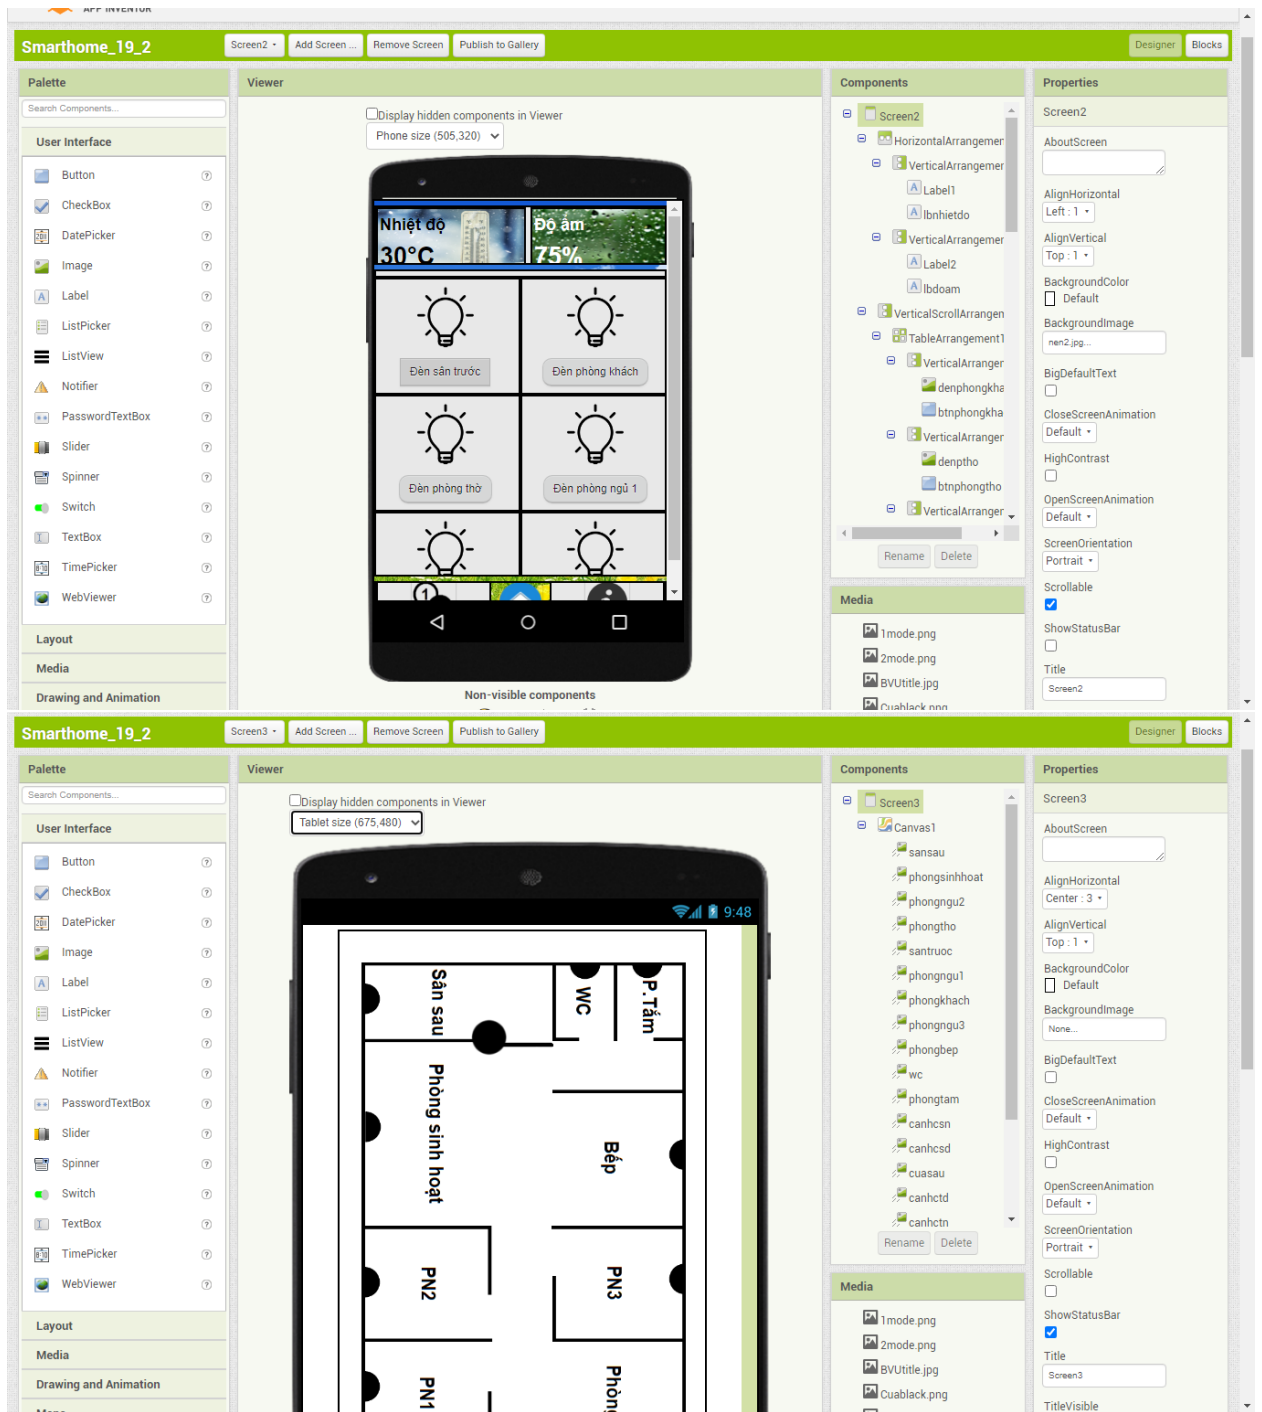 APP INVENTOR
Smarthome_19_2
Screen2
Add Screen ...
Remove Screen
Publish to Gallery
Designer
Blocks
Palette
Viewer
Components
Properties
Search Components...
User Interface
Button
CheckBox
DatePicker
Image
Label
ListPicker
ListView
Notifier
PasswordTextBox
Slider
Spinner
Switch
TextBox
TimePicker
WebViewer
Layout
Media
Drawing and Animation
Display hidden components in Viewer
Phone size (505,320)
Nhiệt độ
30°C
Độ ẩm
75%
Đèn sân trước
Đèn phòng khách
Đèn phòng thờ
Đèn phòng ngủ 1
1
Non-visible components
Screen2
HorizontalArrangemer
VerticalArrangemer
Label1
lbnhietdo
VerticalArrangemer
Label2
lbdoam
VerticalScrollArrangen
TableArrangement1
VerticalArranger
denphongkha
btnphongkha
VerticalArranger
denptho
btnphongtho
VerticalArranger
Rename
Delete
Media
1mode.png
2mode.png
BVUtitle.jpg
Cuablack.png
Screen2
AboutScreen
AlignHorizontal
Left : 1
AlignVertical
Top : 1
BackgroundColor
Default
BackgroundImage
nen2.jpg...
BigDefaultText
CloseScreenAnimation
Default
HighContrast
OpenScreenAnimation
Default
ScreenOrientation
Portrait
Scrollable
ShowStatusBar
Title
Screen2
Smarthome_19_2
Screen3
Add Screen ...
Remove Screen
Publish to Gallery
Designer
Blocks
Palette
Viewer
Components
Properties
Search Components...
User Interface
Button
CheckBox
DatePicker
Image
Label
ListPicker
ListView
Notifier
PasswordTextBox
Slider
Spinner
Switch
TextBox
TimePicker
WebViewer
Layout
Media
Drawing and Animation
Maps
Display hidden components in Viewer
Tablet size (675,480)
9:48
Sân sau
WC
P.Tắm
Phòng sinh hoạt
Bếp
PN2
PN3
PN1
Phòng
Screen3
Canvas1
sansau
phongsinhhoat
phongngu2
phongtho
santruoc
phongngu1
phongkhach
phongngu3
phongbep
wc
phongtam
canhcsn
canhcsd
cuasau
canhctd
canhctn
Rename
Delete
Media
1mode.png
2mode.png
BVUtitle.jpg
Cuablack.png
Screen3
AboutScreen
AlignHorizontal
Center : 3
AlignVertical
Top : 1
BackgroundColor
Default
BackgroundImage
None...
BigDefaultText
CloseScreenAnimation
Default
HighContrast
OpenScreenAnimation
Default
ScreenOrientation
Portrait
Scrollable
ShowStatusBar
Title
Screen3
TitleVisible